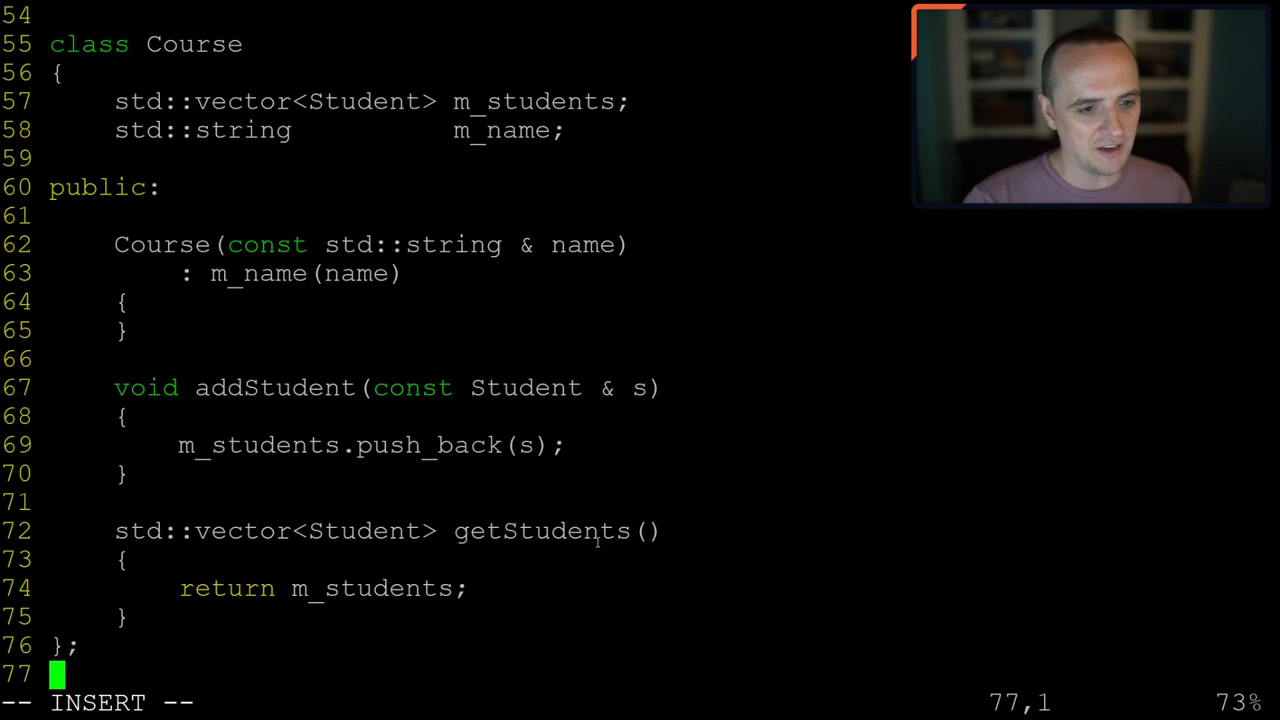 54
55 class Course
56 {
57     std::vector<Student> m_students;
58     std::string          m_name;
59
60 public:
61
62     Course(const std::string & name)
63         : m_name(name)
64     {
65     }
66
67     void addStudent(const Student & s)
68     {
69         m_students.push_back(s);
70     }
71
72     std::vector<Student> getStudents()
73     {
74         return m_students;
75     }
76 };
77
-- INSERT -- 77,1 73%